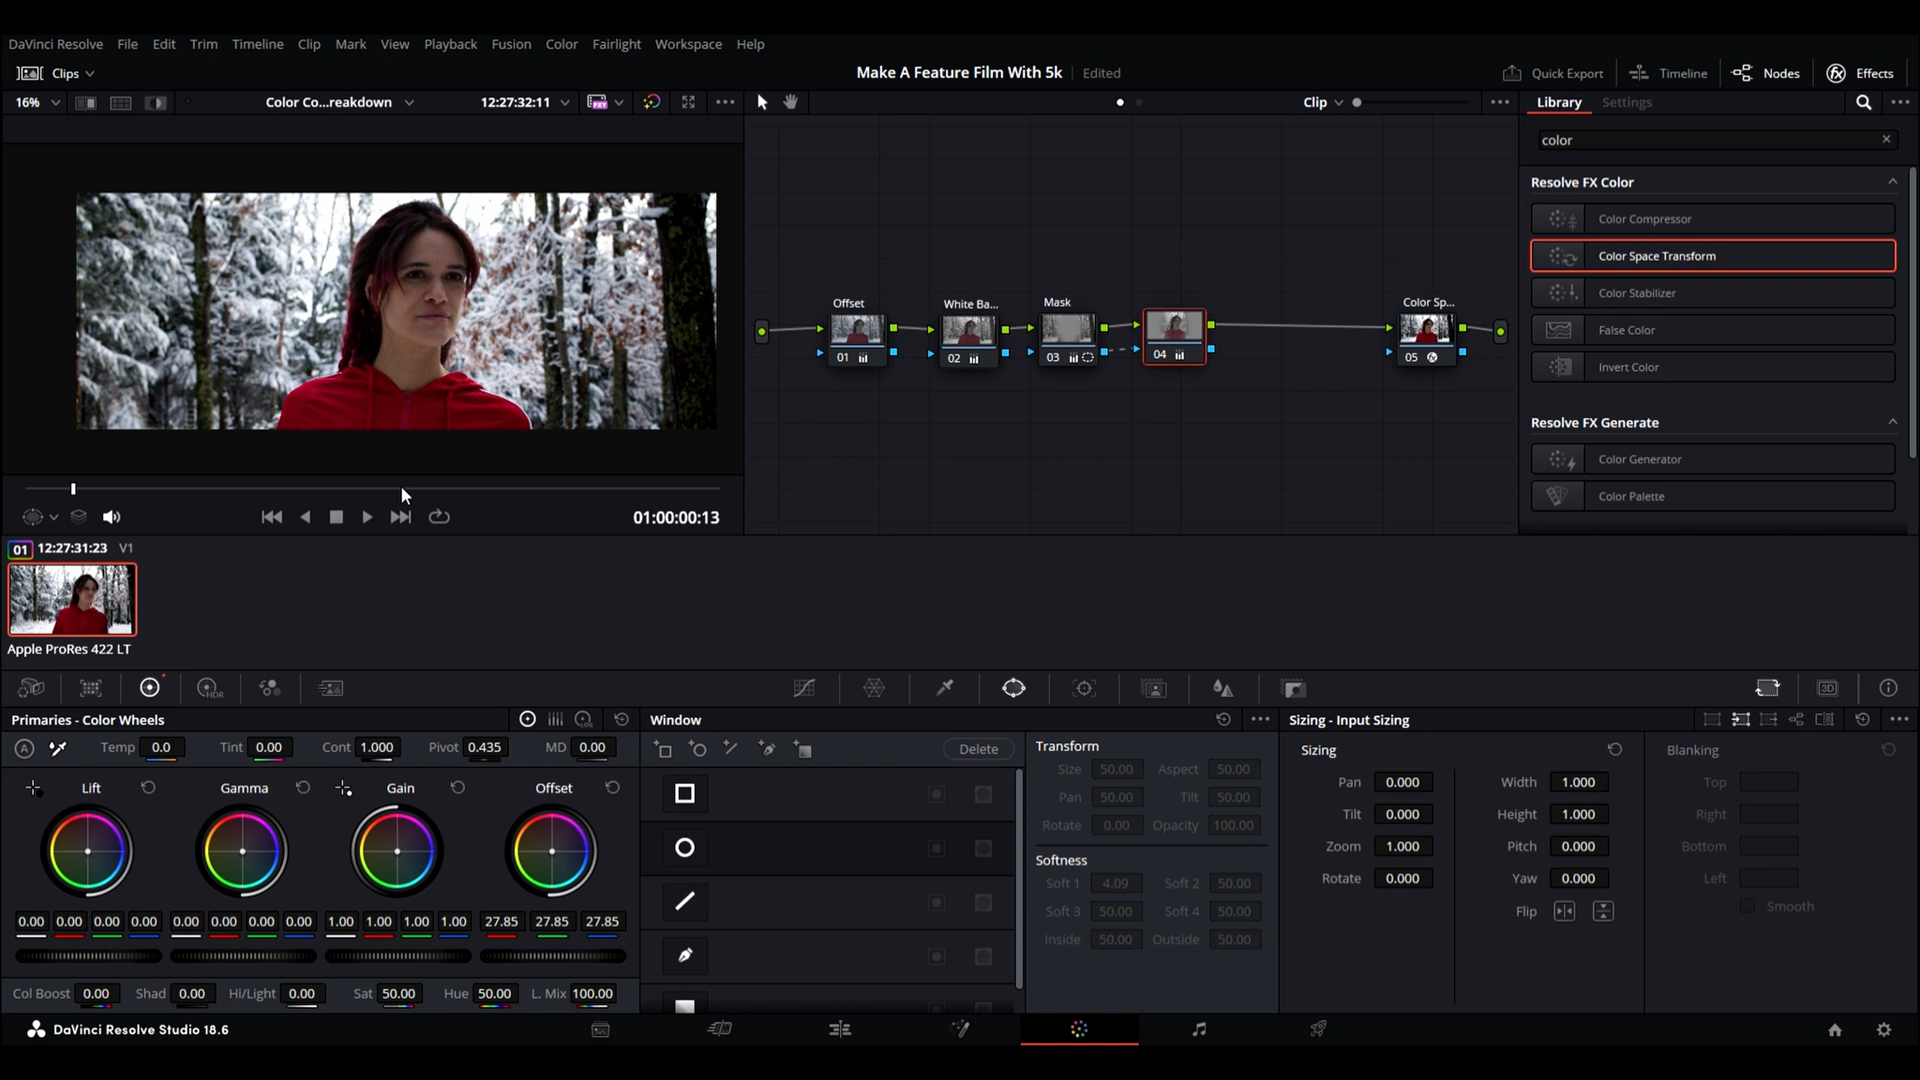 DaVinci Resolve File Edit Trim Timeline Clip Mark View Playback Fusion Color Fairlight Workspace Help
Clips Make A Feature Film With 5k Edited Quick Export Timeline Nodes Effects
16% Color Co...reakdown 12:27:32:11 PXY Clip Library Settings
color
Resolve FX Color
Color Compressor
Color Space Transform
Color Stabilizer
False Color
Invert Color
Resolve FX Generate
Color Generator
Color Palette
Offset White Ba... Mask Color Sp...
01 02 03 04 05
01:00:00:13
01 12:27:31:23 V1
Apple ProRes 422 LT
HDR 3D
Primaries - Color Wheels Window Sizing - Input Sizing
A Temp 0.0 Tint 0.00 Cont 1.000 Pivot 0.435 MD 0.00
Lift Gamma Gain Offset
0.00 0.00 0.00 0.00 0.00 0.00 0.00 0.00 1.00 1.00 1.00 1.00 27.85 27.85 27.85
Col Boost 0.00 Shad 0.00 Hi/Light 0.00 Sat 50.00 Hue 50.00 L. Mix 100.00
Delete
Transform
Size 50.00 Aspect 50.00
Pan 50.00 Tilt 50.00
Rotate 0.00 Opacity 100.00
Softness
Soft 1 4.09 Soft 2 50.00
Soft 3 50.00 Soft 4 50.00
Inside 50.00 Outside 50.00
Sizing Blanking
Pan 0.000 Width 1.000 Top
Tilt 0.000 Height 1.000 Right
Zoom 1.000 Pitch 0.000 Bottom
Rotate 0.000 Yaw 0.000 Left
Flip Smooth
DaVinci Resolve Studio 18.6